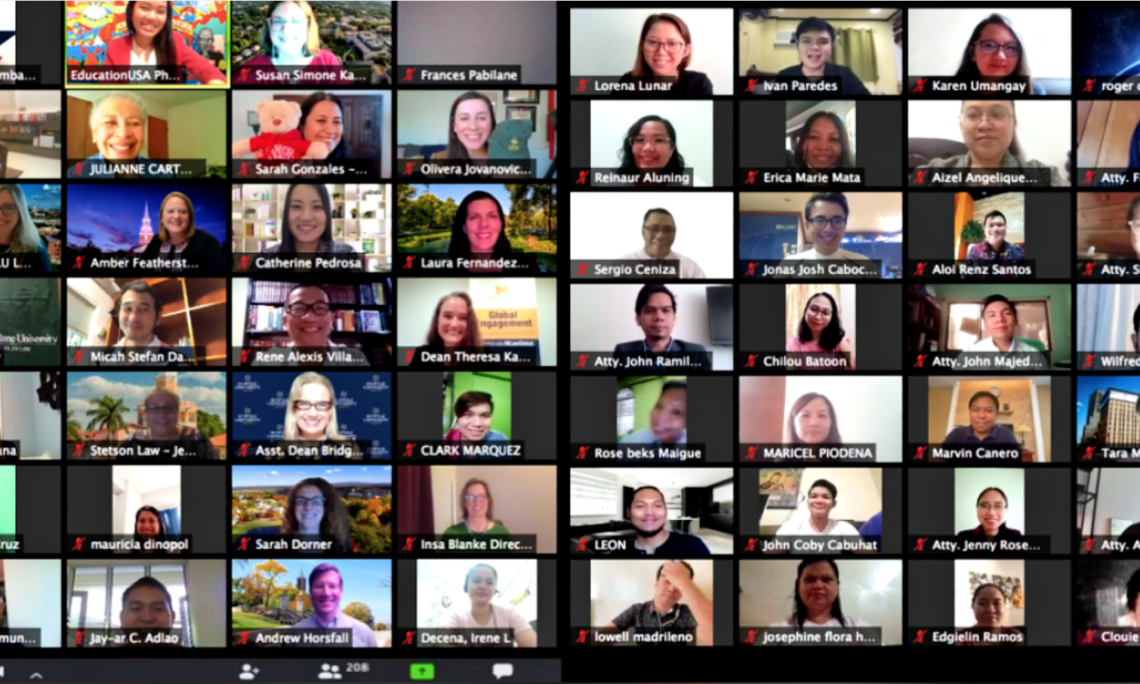 mba...
EducationUSA Ph...
Susan Simone Ka...
Frances Pabilane
JULIANNE CART...
Sarah Gonzales –...
Olivera Jovanovic...
U L...
Amber Featherst...
Catherine Pedrosa
Laura Fernandez...
University
Micah Stefan Da...
Rene Alexis Villa...
Global
Engagement
Dean Theresa Ka...
ana
Stetson Law – Je...
Asst. Dean Bridg...
CLARK MARQUEZ
ruz
mauricia dinopol
Sarah Dorner
Insa Blanke Direc...
mun...
Jay-ar C. Adlao
Andrew Horsfall
Decena, Irene L
208
Lorena Lunar
Ivan Paredes
Karen Umangay
roger
Reinaur Aluning
Erica Marie Mata
Aizel Angelique...
Atty. F
Sergio Ceniza
Jonas Josh Caboc...
Aloi Renz Santos
Atty. S
Atty. John Ramil...
Chilou Batoon
Atty. John Majed...
Wilfred
Rose beks Maigue
MARICEL PIODENA
Marvin Canero
Tara M
LEON
John Coby Cabuhat
Atty. Jenny Rose...
Atty. A
lowell madrileno
Josephine flora h...
Edgielin Ramos
Clouie